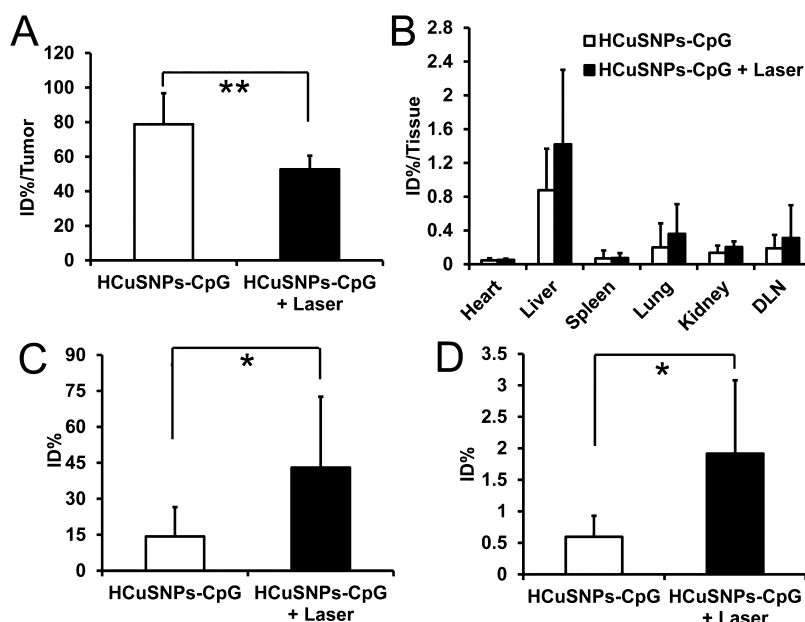 A
120
100
80
60
40
20
0
ID%/Tumor
**
HCuSNPs-CpG
HCuSNPs-CpG
+ Laser
B
HCuSNPs-CpG
HCuSNPs-CpG + Laser
2.8
2.4
2
1.6
1.2
0.8
0.4
0
ID%/Tissue
Heart
Liver
Spleen
Lung
Kidney
DLN
C
90
75
60
45
30
15
0
ID%
*
HCuSNPs-CpG
HCuSNPs-CpG
+ Laser
D
3.5
3
2.5
2
1.5
1
0.5
0
ID%
*
HCuSNPs-CpG
HCuSNPs-CpG
+ Laser